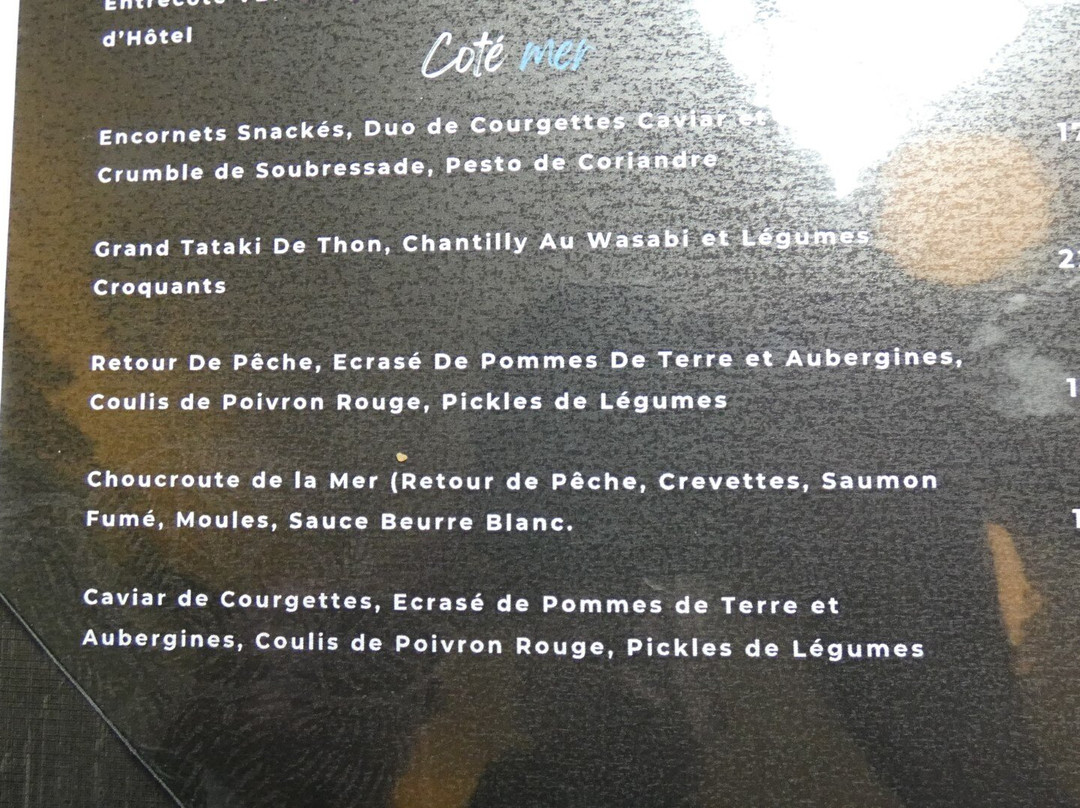 d'Hôtel
Coté mer
Encornets Snackés, Duo de Courgettes Caviar et
Crumble de Soubressade, Pesto de Coriandre
Grand Tataki De Thon, Chantilly Au Wasabi et Légumes
Croquants
Retour De Pêche, Ecrasé De Pommes De Terre et Aubergines,
Coulis de Poivron Rouge, Pickles de Légumes
Choucroute de la Mer (Retour de Pêche, Crevettes, Saumon
Fumé, Moules, Sauce Beurre Blanc.
Caviar de Courgettes, Ecrasé de Pommes de Terre et
Aubergines, Coulis de Poivron Rouge, Pickles de Légumes